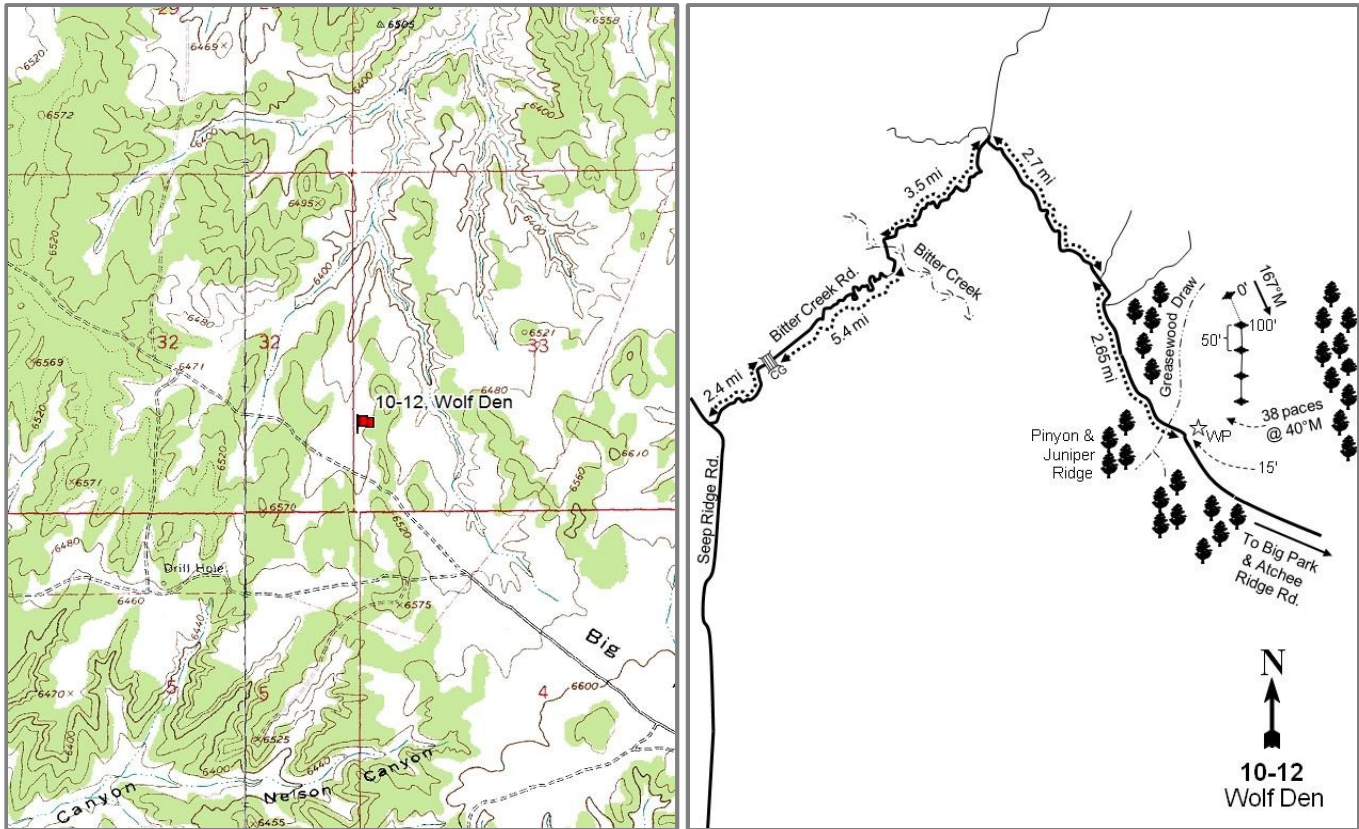 29
6505
6558
6469
6520
6400
6400
6572
6400
6495
6400
6520
6400
6480
32
32
6521
33
6471
6569
6480
10-12, Wolf Den
6520
6520
6610
6571
6560
6570
6520
6480
Drill Hole
6460
6440
6575
Big
5
5
4
6600
6470
6525
6400
6400
6440
Canyon
Nelson
Canyon
6455
2.7 mi
3.5 mi
Bitter Creek
Bitter Creek Rd.
5.4 mi
CG
2.4 mi
Seep Ridge Rd.
Greasewood Draw
2.65 mi
0'
167°M
100'
50'
38 paces
@ 40°M
WP
15'
Pinyon &
Juniper
Ridge
To Big Park
& Atchee
Ridge Rd.
N
10-12
Wolf Den